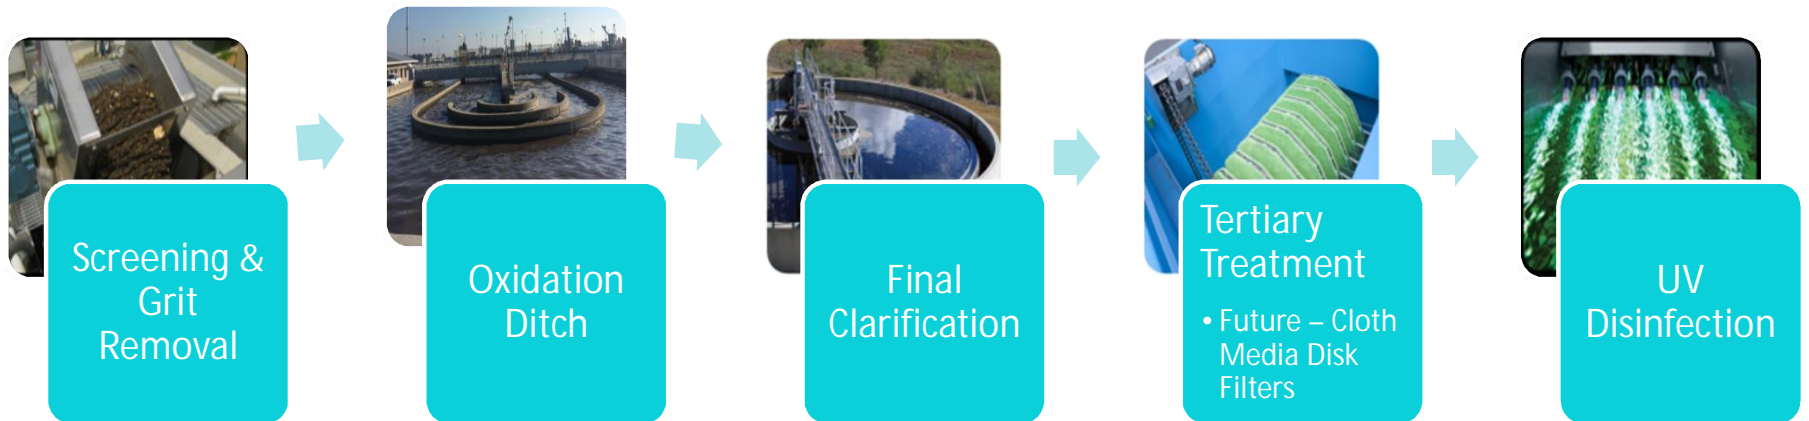 Screening &
Grit
Removal
Oxidation
Ditch
Final
Clarification
Tertiary
Treatment
• Future – Cloth
Media Disk
Filters
UV
Disinfection